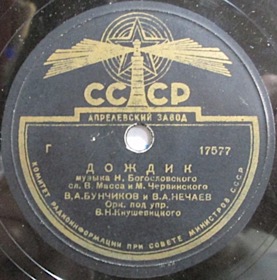 СССР
АПРЕЛЕВСКИЙ ЗАВОД
Г 17577
ДОЖДИК
музыка Н. Богословского
сл. В. Масса и М. Червинского
В.А.БУНЧИКОВ и В.А.НЕЧАЕВ
Орк. под упр.
В.Н.Кнушевицкого
КОМИТЕТ РАДИОИНФОРМАЦИИ ПРИ СОВЕТЕ МИНИСТРОВ СССР